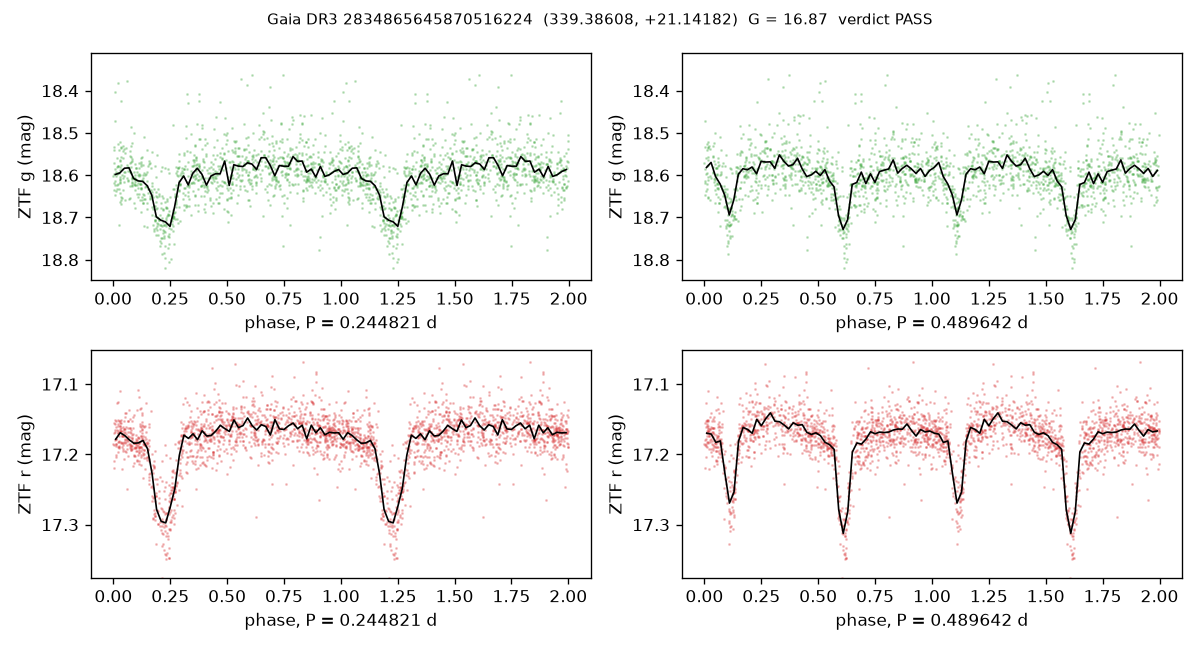 Gaia DR3 2834865645870516224 (339.38608, +21.14182) G = 16.87 verdict PASS
ZTF g (mag)
18.4
18.5
18.6
18.7
18.8
0.00 0.25 0.50 0.75 1.00 1.25 1.50 1.75 2.00
phase, P = 0.244821 d
ZTF g (mag)
18.4
18.5
18.6
18.7
18.8
0.00 0.25 0.50 0.75 1.00 1.25 1.50 1.75 2.00
phase, P = 0.489642 d
ZTF r (mag)
17.1
17.2
17.3
0.00 0.25 0.50 0.75 1.00 1.25 1.50 1.75 2.00
phase, P = 0.244821 d
ZTF r (mag)
17.1
17.2
17.3
0.00 0.25 0.50 0.75 1.00 1.25 1.50 1.75 2.00
phase, P = 0.489642 d